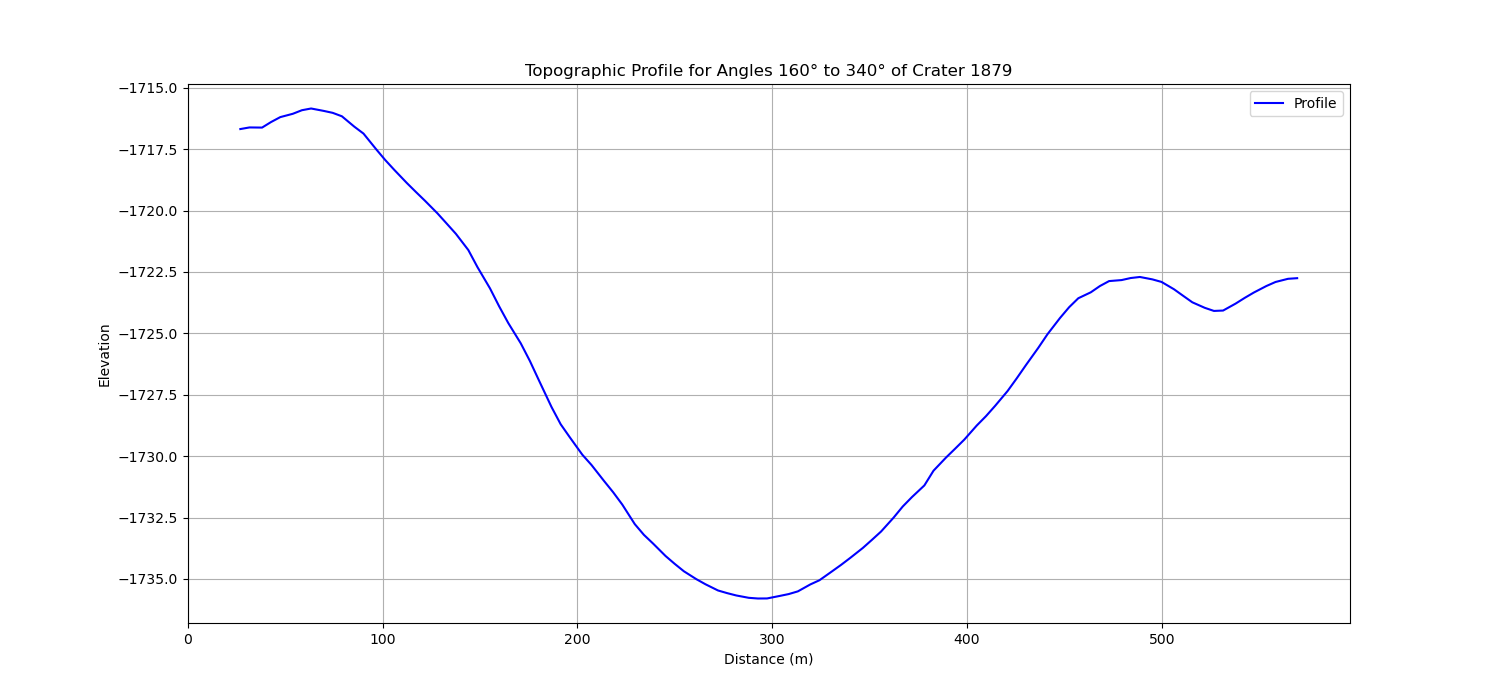 Topographic Profile for Angles 160° to 340° of Crater 1879
Profile
−1715.0
−1717.5
−1720.0
−1722.5
−1725.0
−1727.5
−1730.0
−1732.5
−1735.0
Elevation
0 100 200 300 400 500
Distance (m)